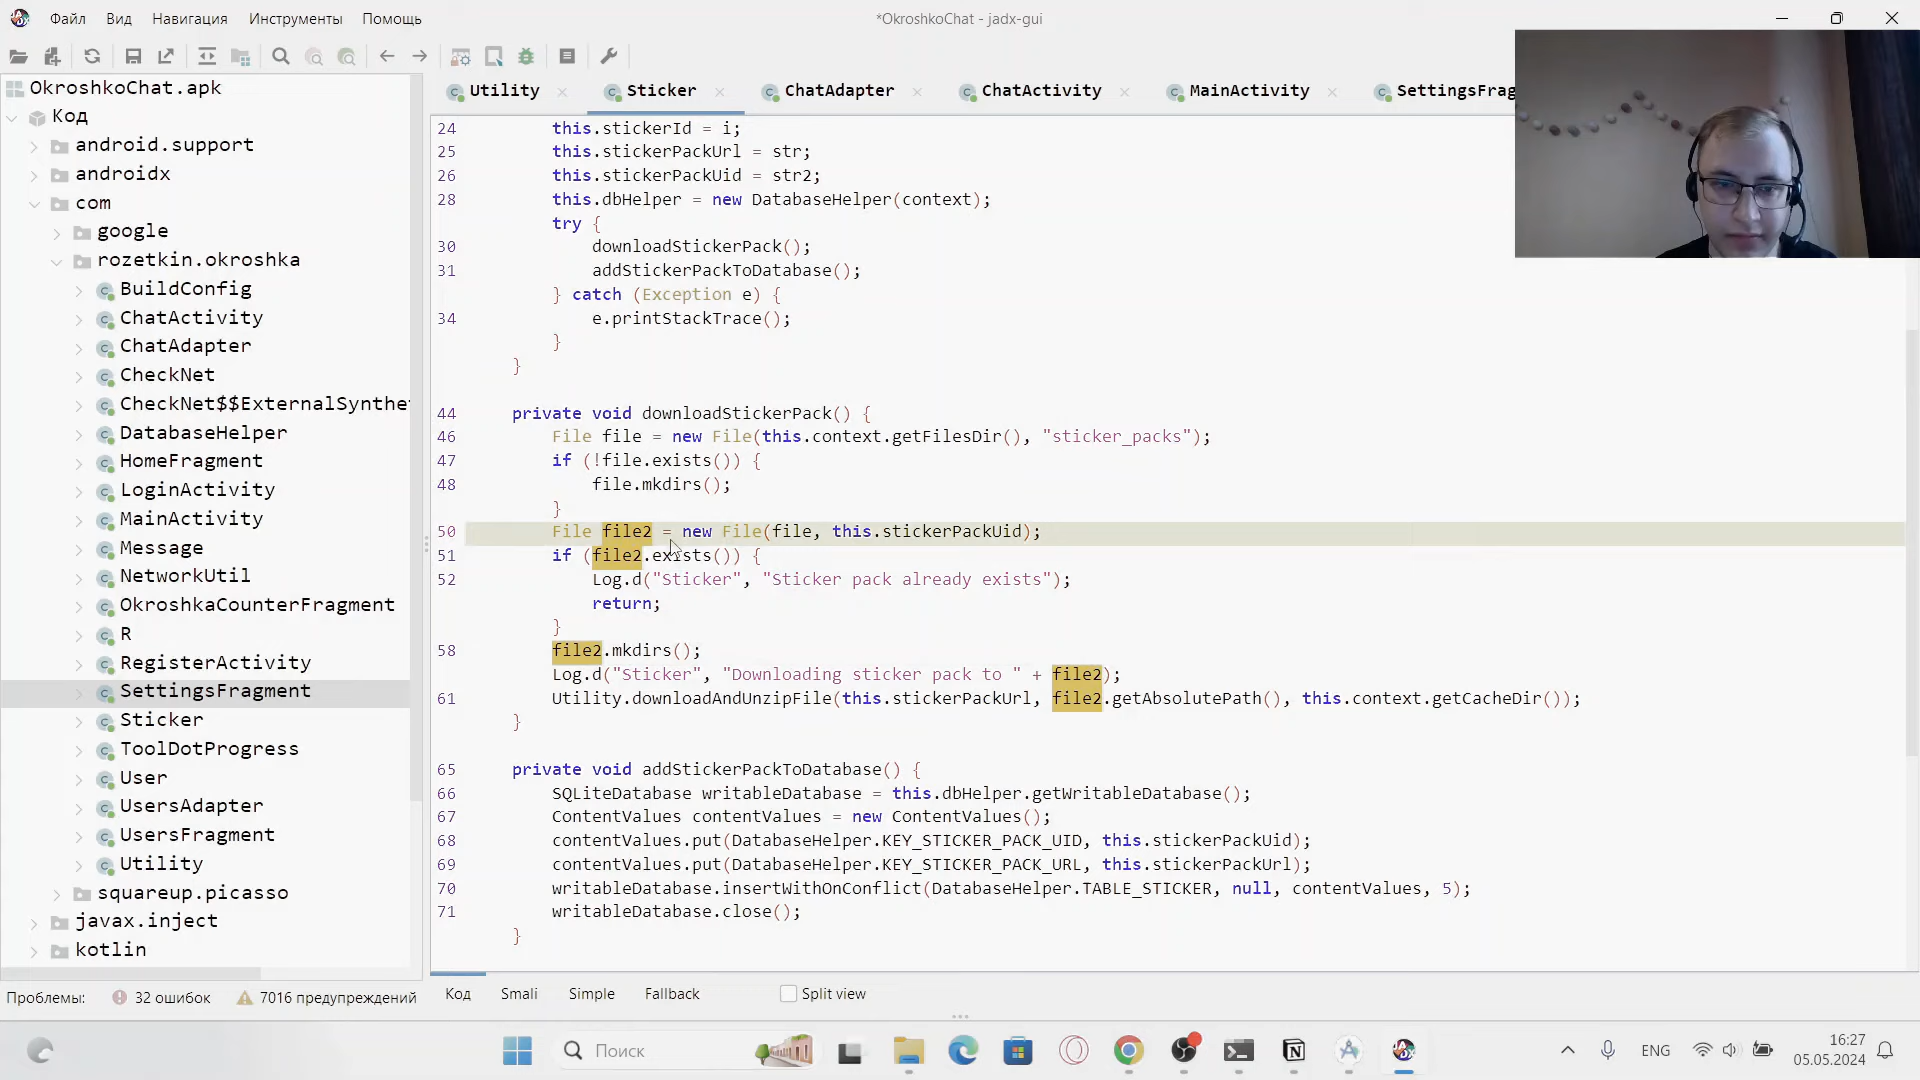 Файл Вид Навигация Инструменты Помощь
*OkroshkoChat - jadx-gui
OkroshkoChat.apk
Код
android.support
androidx
com
google
rozetkin.okroshka
BuildConfig
ChatActivity
ChatAdapter
CheckNet
CheckNet$$ExternalSynthe
DatabaseHelper
HomeFragment
LoginActivity
MainActivity
Message
NetworkUtil
OkroshkaCounterFragment
R
RegisterActivity
SettingsFragment
Sticker
ToolDotProgress
User
UsersAdapter
UsersFragment
Utility
squareup.picasso
javax.inject
kotlin
Utility Sticker ChatAdapter ChatActivity MainActivity SettingsFrag
24 this.stickerId = i;
25 this.stickerPackUrl = str;
26 this.stickerPackUid = str2;
28 this.dbHelper = new DatabaseHelper(context);
try {
30 downloadStickerPack();
31 addStickerPackToDatabase();
} catch (Exception e) {
34 e.printStackTrace();
}
}
44 private void downloadStickerPack() {
46 File file = new File(this.context.getFilesDir(), "sticker_packs");
47 if (!file.exists()) {
48 file.mkdirs();
}
50 File file2 = new File(file, this.stickerPackUid);
51 if (file2.exists()) {
52 Log.d("Sticker", "Sticker pack already exists");
return;
}
58 file2.mkdirs();
Log.d("Sticker", "Downloading sticker pack to " + file2);
61 Utility.downloadAndUnzipFile(this.stickerPackUrl, file2.getAbsolutePath(), this.context.getCacheDir());
}
65 private void addStickerPackToDatabase() {
66 SQLiteDatabase writableDatabase = this.dbHelper.getWritableDatabase();
67 ContentValues contentValues = new ContentValues();
68 contentValues.put(DatabaseHelper.KEY_STICKER_PACK_UID, this.stickerPackUid);
69 contentValues.put(DatabaseHelper.KEY_STICKER_PACK_URL, this.stickerPackUrl);
70 writableDatabase.insertWithOnConflict(DatabaseHelper.TABLE_STICKER, null, contentValues, 5);
71 writableDatabase.close();
}
Проблемы: 32 ошибок 7016 предупреждений
Код Smali Simple Fallback Split view
Поиск
ENG
16:27
05.05.2024